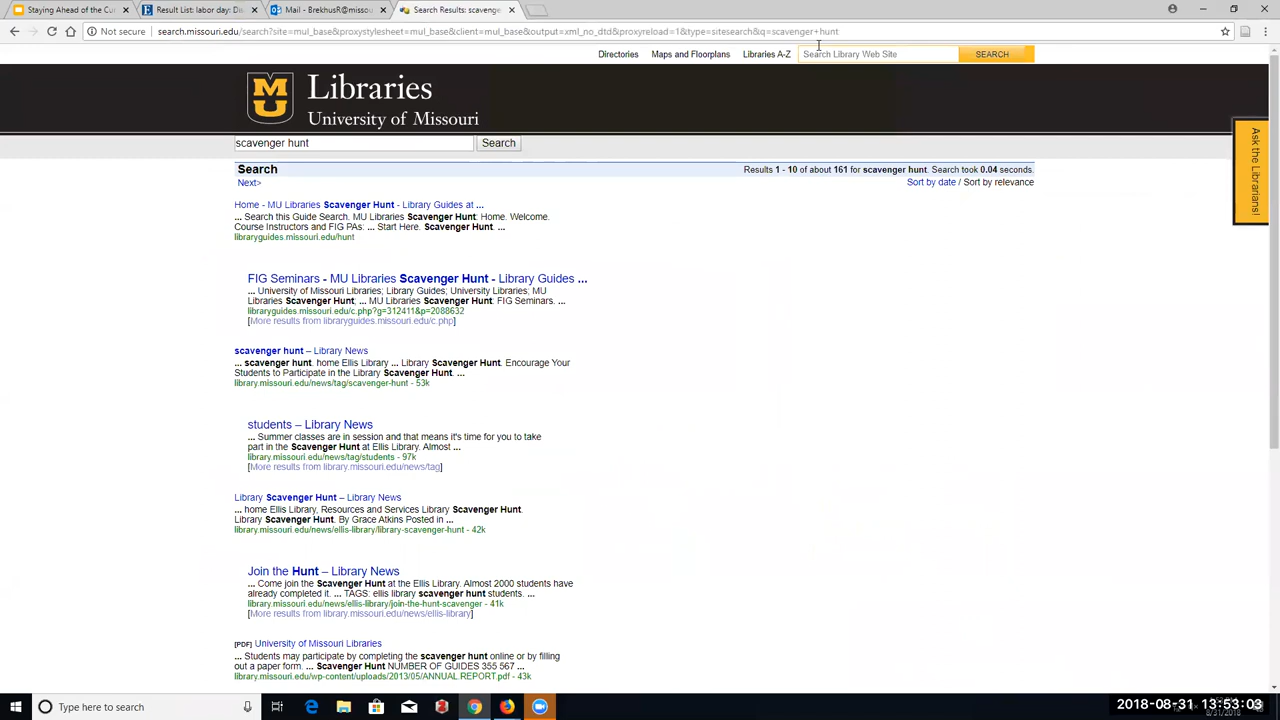 Staying Ahead of the Cu
Result List: labor day: Di
Mail - BrekhusR@missou
Search Results: scavenge
Not secure
search.missouri.edu/search?site=mul_base&proxystylesheet=mul_base&client=mul_base&output=xml_no_dtd&proxyreload=1&type=sitesearch&q=scavenger+hunt
Directories Maps and Floorplans Libraries A-Z Search Library Web Site SEARCH
MU Libraries
University of Missouri
Ask the Librarians!
scavenger hunt Search
Search Results 1 - 10 of about 161 for scavenger hunt. Search took 0.04 seconds.
Next> Sort by date / Sort by relevance
Home - MU Libraries Scavenger Hunt - Library Guides at ...
... Search this Guide Search. MU Libraries Scavenger Hunt: Home. Welcome.
Course Instructors and FIG PAs: ... Start Here. Scavenger Hunt. ...
libraryguides.missouri.edu/hunt
FIG Seminars - MU Libraries Scavenger Hunt - Library Guides ...
... University of Missouri Libraries; Library Guides; University Libraries; MU
Libraries Scavenger Hunt; ... MU Libraries Scavenger Hunt: FIG Seminars. ...
libraryguides.missouri.edu/c.php?g=312411&p=2088632
[More results from libraryguides.missouri.edu/c.php]
scavenger hunt – Library News
... scavenger hunt. home Ellis Library ... Library Scavenger Hunt. Encourage Your
Students to Participate in the Library Scavenger Hunt. ...
library.missouri.edu/news/tag/scavenger-hunt - 53k
students – Library News
... Summer classes are in session and that means it's time for you to take
part in the Scavenger Hunt at Ellis Library. Almost ...
library.missouri.edu/news/tag/students - 97k
[More results from library.missouri.edu/news/tag]
Library Scavenger Hunt – Library News
... home Ellis Library, Resources and Services Library Scavenger Hunt.
Library Scavenger Hunt. By Grace Atkins Posted in ...
library.missouri.edu/news/ellis-library/library-scavenger-hunt - 42k
Join the Hunt – Library News
... Come join the Scavenger Hunt at the Ellis Library. Almost 2000 students have
already completed it. ... TAGS: ellis library scavenger hunt students. ...
library.missouri.edu/news/ellis-library/join-the-hunt-scavenger - 41k
[More results from library.missouri.edu/news/ellis-library]
[PDF] University of Missouri Libraries
... Students may participate by completing the scavenger hunt online or by filling
out a paper form. ... Scavenger Hunt NUMBER OF GUIDES 355 567 ...
library.missouri.edu/wp-content/uploads/2013/05/ANNUAL REPORT.pdf - 43k
Type here to search
2018-08-31 13:53:03